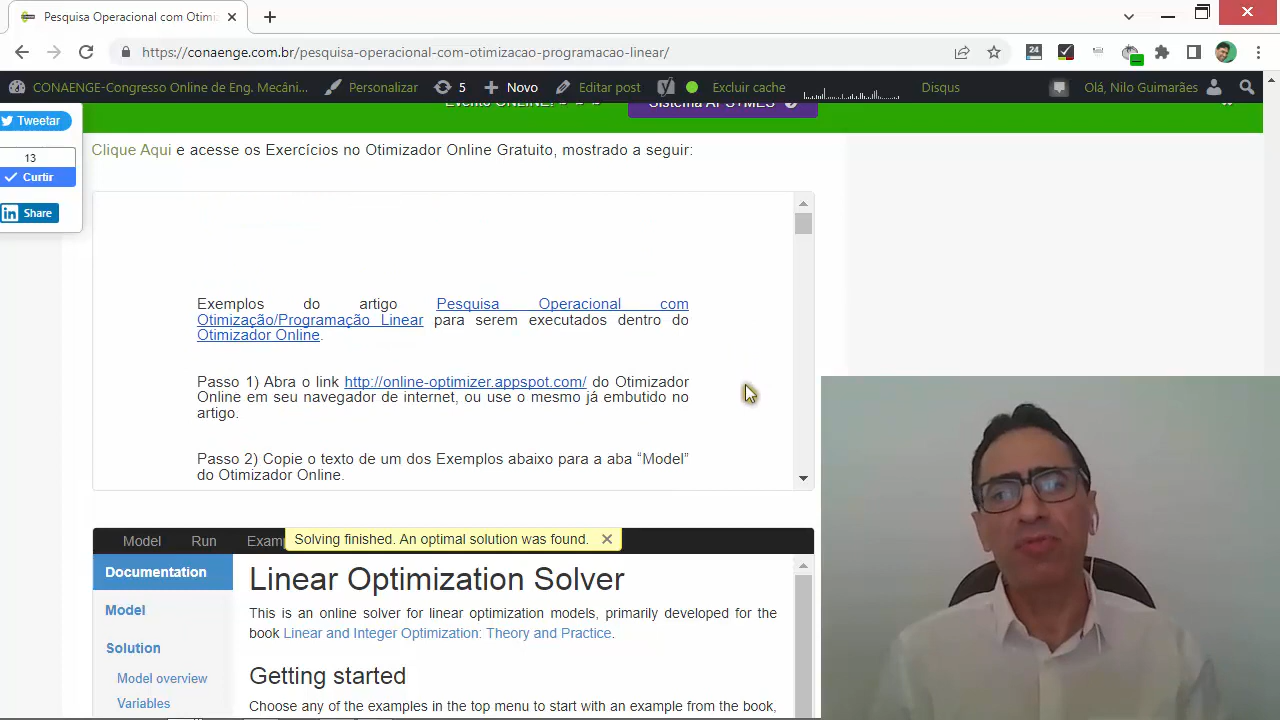 Pesquisa Operacional com Otimiz
https://conaenge.com.br/pesquisa-operacional-com-otimizacao-programacao-linear/
24
CONAENGE-Congresso Online de Eng. Mecâni... Personalizar 5 Novo Editar post Excluir cache Disqus Olá, Nilo Guimarães
Tweetar
13
Curtir
in Share
Clique Aqui e acesse os Exercícios no Otimizador Online Gratuito, mostrado a seguir:
Exemplos do artigo Pesquisa Operacional com
Otimização/Programação Linear para serem executados dentro do
Otimizador Online.
Passo 1) Abra o link http://online-optimizer.appspot.com/ do Otimizador
Online em seu navegador de internet, ou use o mesmo já embutido no
artigo.
Passo 2) Copie o texto de um dos Exemplos abaixo para a aba “Model”
do Otimizador Online.
Model Run Exam
Solving finished. An optimal solution was found.
Documentation
Model
Solution
Model overview
Variables
Linear Optimization Solver
This is an online solver for linear optimization models, primarily developed for the
book Linear and Integer Optimization: Theory and Practice.
Getting started
Choose any of the examples in the top menu to start with an example from the book,